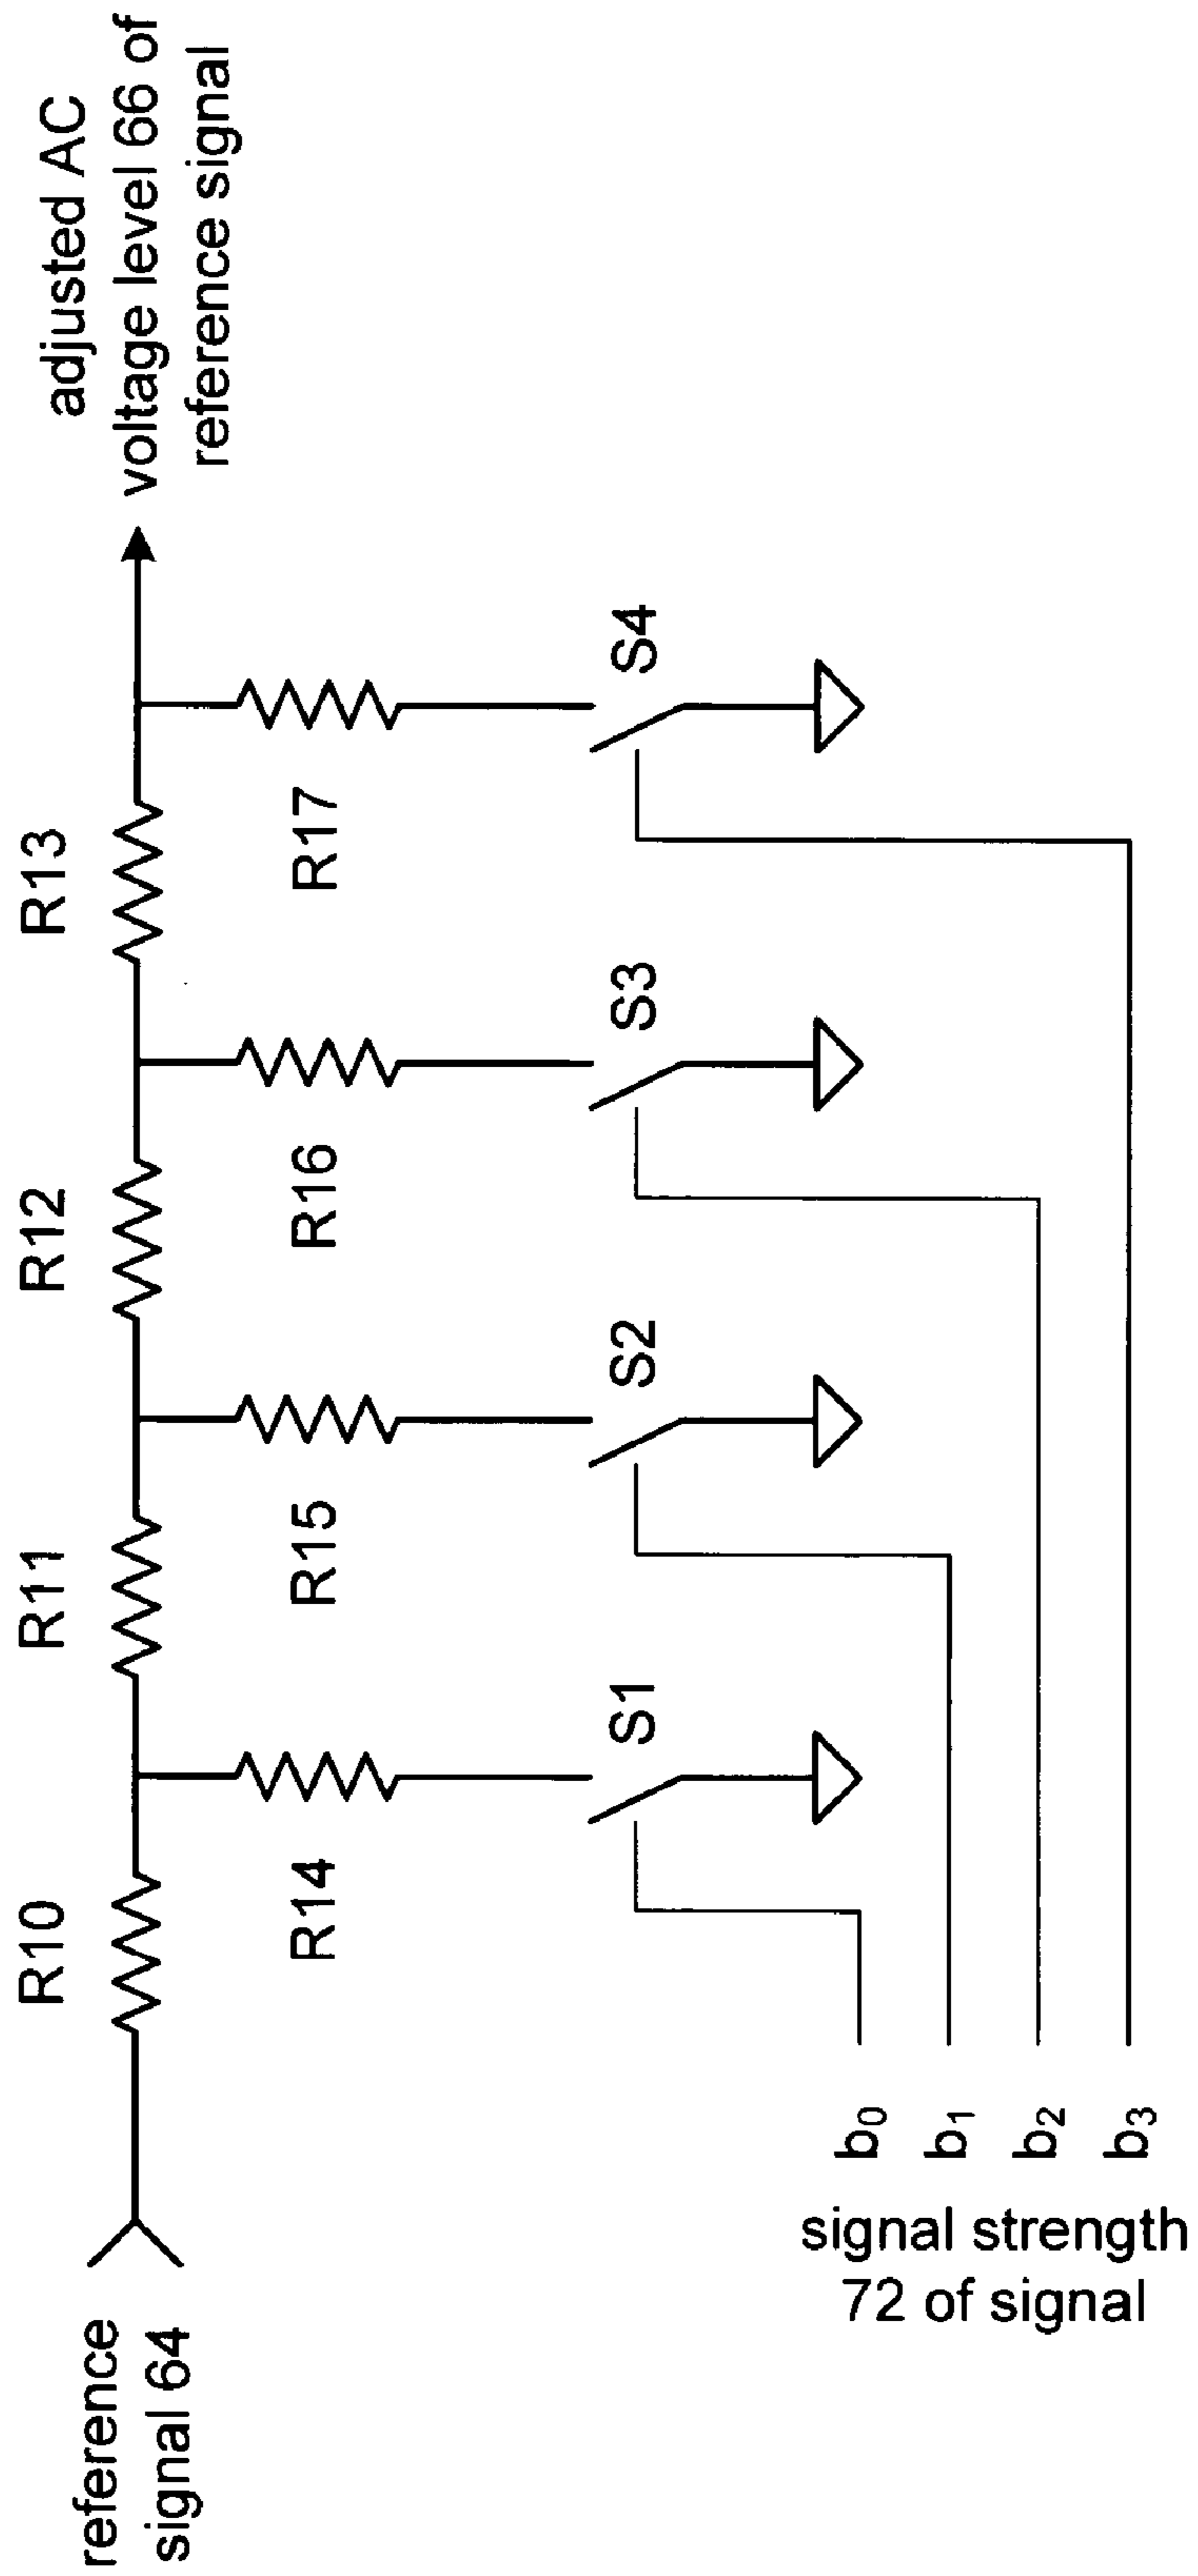 reference
signal 64
R10
R11
R12
R13
adjusted AC
voltage level 66 of
reference signal
R14
R15
R16
R17
S1
S2
S3
S4
b0
b1
b2
b3
signal strength
72 of signal